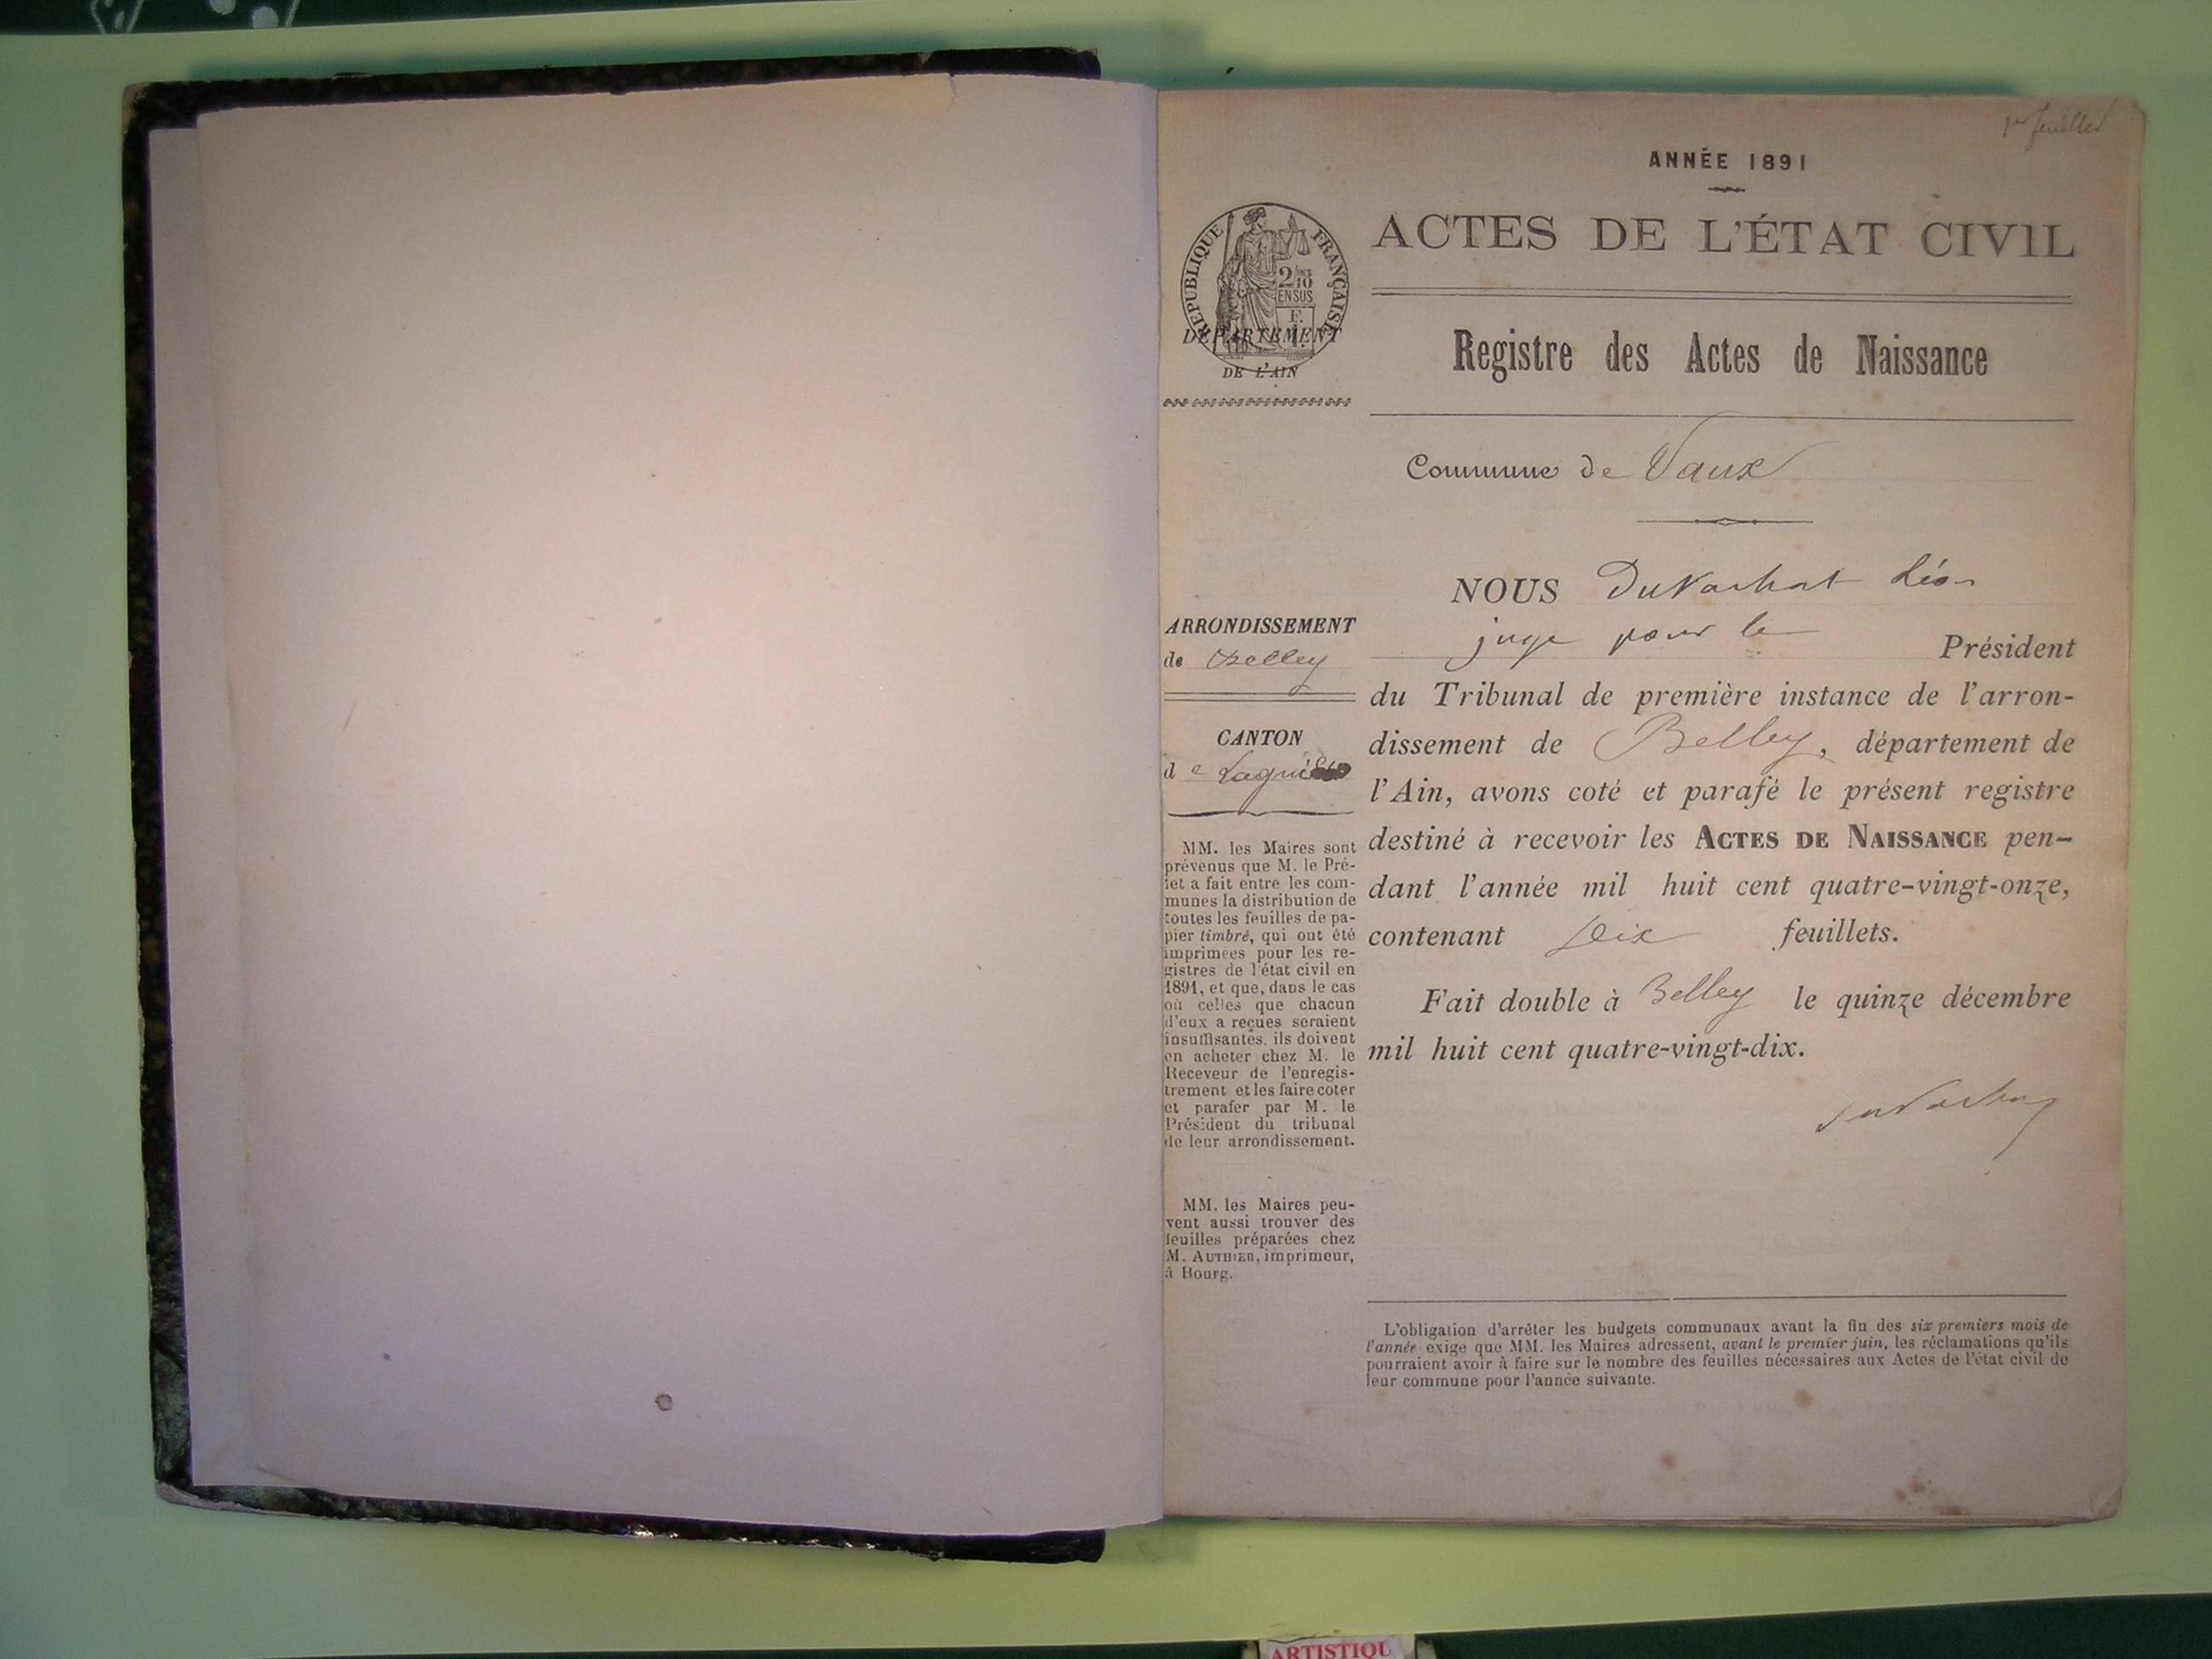 1er feuillet
ANNÉE 1891
ACTES DE L'ÉTAT CIVIL
RÉPUBLIQUE FRANÇAISE
2/10
EN SUS
DÉPARTEMENT
DE L'AIN
Registre des Actes de Naissance
Commune de Vaux
ARRONDISSEMENT
de Belley
CANTON
de Lagnieu
MM. les Maires sont
prévenus que M. le Pré-
fet a fait entre les com-
munes la distribution de
toutes les feuilles de pa-
pier timbré, qui ont été
imprimées pour les re-
gistres de l'état civil en
1891, et que, dans le cas
où celles que chacun
d'eux a reçues seraient
insuffisantes, ils doivent
en acheter chez M. le
Receveur de l'enregis-
trement et les faire coter
et parafer par M. le
Président du tribunal
de leur arrondissement.
MM. les Maires peu-
vent aussi trouver des
feuilles préparées chez
M. AUTHIER, imprimeur,
à Bourg.
NOUS Duvachat Léon
juge pour le Président
du Tribunal de première instance de l'arron-
dissement de Belley, département de
l'Ain, avons coté et parafé le présent registre
destiné à recevoir les ACTES DE NAISSANCE pen-
dant l'année mil huit cent quatre-vingt-onze,
contenant dix feuillets.
Fait double à Belley le quinze décembre
mil huit cent quatre-vingt-dix.
Duvachat
L'obligation d'arrêter les budgets communaux avant la fin des six premiers mois de
l'année exige que MM. les Maires adressent, avant le premier juin, les réclamations qu'ils
pourraient avoir à faire sur le nombre des feuilles nécessaires aux Actes de l'état civil de
leur commune pour l'année suivante.
ARTISTIQU